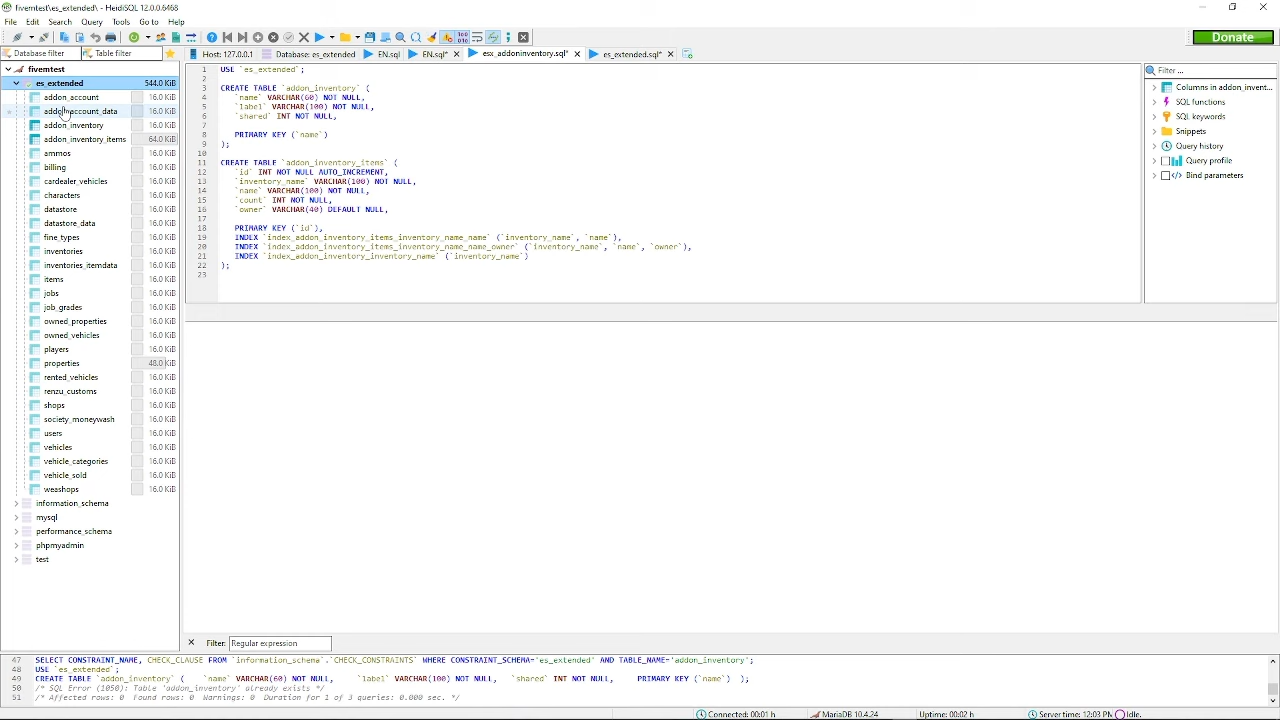 fivemtest\es_extended\ - HeidiSQL 12.0.0.6468
File Edit Search Query Tools Go to Help
Donate
Database filter Table filter
Host: 127.0.0.1 Database: es_extended EN.sql EN.sql* esx_addoninventory.sql* es_extended.sql*
fivemtest
es_extended 544.0 KiB
addon_account 16.0 KiB
addon_account_data 16.0 KiB
addon_inventory 16.0 KiB
addon_inventory_items 64.0 KiB
ammos 16.0 KiB
billing 16.0 KiB
cardealer_vehicles 16.0 KiB
characters 16.0 KiB
datastore 16.0 KiB
datastore_data 16.0 KiB
fine_types 16.0 KiB
inventories 16.0 KiB
inventories_itemdata 16.0 KiB
items 16.0 KiB
jobs 16.0 KiB
job_grades 16.0 KiB
owned_properties 16.0 KiB
owned_vehicles 16.0 KiB
players 16.0 KiB
properties 48.0 KiB
rented_vehicles 16.0 KiB
renzu_customs 16.0 KiB
shops 16.0 KiB
society_moneywash 16.0 KiB
users 16.0 KiB
vehicles 16.0 KiB
vehicle_categories 16.0 KiB
vehicle_sold 16.0 KiB
weashops 16.0 KiB
information_schema
mysql
performance_schema
phpmyadmin
test
1 USE `es_extended`;
2
3 CREATE TABLE `addon_inventory` (
4 `name` VARCHAR(60) NOT NULL,
5 `label` VARCHAR(100) NOT NULL,
6 `shared` INT NOT NULL,
7
8 PRIMARY KEY (`name`)
9 );
10
11 CREATE TABLE `addon_inventory_items` (
12 `id` INT NOT NULL AUTO_INCREMENT,
13 `inventory_name` VARCHAR(100) NOT NULL,
14 `name` VARCHAR(100) NOT NULL,
15 `count` INT NOT NULL,
16 `owner` VARCHAR(40) DEFAULT NULL,
17
18 PRIMARY KEY (`id`),
19 INDEX `index_addon_inventory_items_inventory_name_name` (`inventory_name`, `name`),
20 INDEX `index_addon_inventory_items_inventory_name_name_owner` (`inventory_name`, `name`, `owner`),
21 INDEX `index_addon_inventory_inventory_name` (`inventory_name`)
22 );
23
Filter ...
Columns in addon_invent...
SQL functions
SQL keywords
Snippets
Query history
Query profile
Bind parameters
Filter: Regular expression
47 SELECT CONSTRAINT_NAME, CHECK_CLAUSE FROM `information_schema`.`CHECK_CONSTRAINTS` WHERE CONSTRAINT_SCHEMA='es_extended' AND TABLE_NAME='addon_inventory';
48 USE `es_extended`;
49 CREATE TABLE `addon_inventory` ( `name` VARCHAR(60) NOT NULL, `label` VARCHAR(100) NOT NULL, `shared` INT NOT NULL, PRIMARY KEY (`name`) );
50 /* SQL Error (1050): Table 'addon_inventory' already exists */
51 /* Affected rows: 0 Found rows: 0 Warnings: 0 Duration for 1 of 3 queries: 0.000 sec. */
Connected: 00:01 h MariaDB 10.4.24 Uptime: 00:02 h Server time: 12:03 PM Idle.